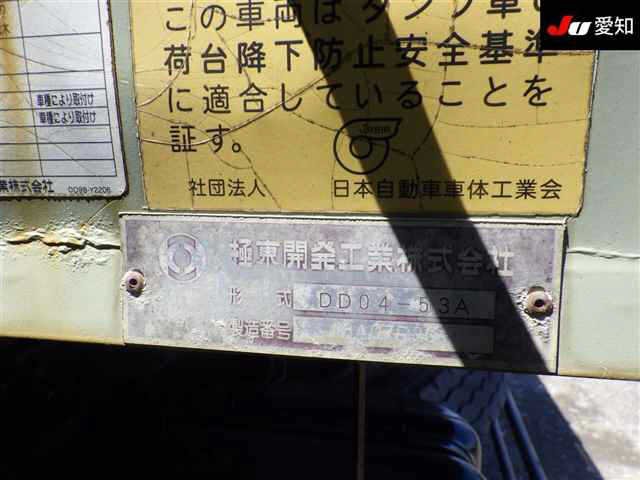 JU 愛知
この車両はダンプ車の
荷台降下防止安全基準
に適合していることを
証す。
JABIA
社団法人 日本自動車車体工業会
車種により取付け
車種により取付け
業株式会社 DD98-Y2206
極東開発工業株式会社
形式 DD04-53A
製造番号